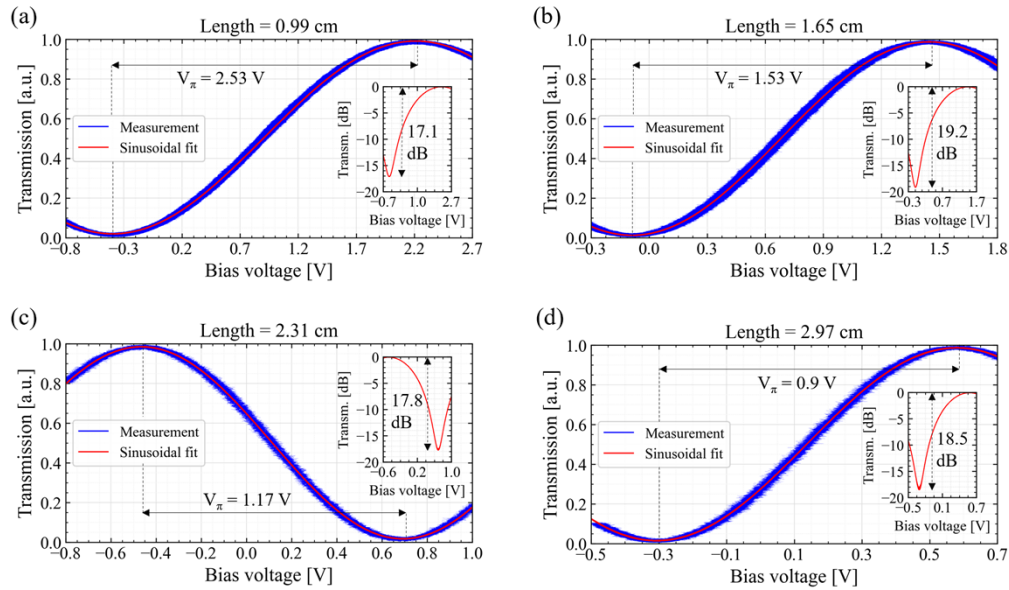 (a)
Length = 0.99 cm
Transmission [a.u.]
1.0
0.8
0.6
0.4
0.2
0.0
Vπ = 2.53 V
Measurement
Sinusoidal fit
Transm. [dB]
0
−5
−10
−15
−20
17.1
dB
−0.7 1.0 2.7
Bias voltage [V]
−0.8 −0.3 0.2 0.7 1.2 1.7 2.2 2.7
Bias voltage [V]
(b)
Length = 1.65 cm
Transmission [a.u.]
1.0
0.8
0.6
0.4
0.2
0.0
Vπ = 1.53 V
Measurement
Sinusoidal fit
Transm. [dB]
0
−5
−10
−15
−20
19.2
dB
−0.3 0.7 1.7
Bias voltage [V]
−0.3 0.0 0.3 0.6 0.9 1.2 1.5 1.8
Bias voltage [V]
(c)
Length = 2.31 cm
Transmission [a.u.]
1.0
0.8
0.6
0.4
0.2
0.0
Measurement
Sinusoidal fit
Vπ = 1.17 V
Transm. [dB]
0
−5
−10
−15
−20
17.8
dB
−0.6 0.2 1.0
Bias voltage [V]
−0.8 −0.6 −0.4 −0.2 0.0 0.2 0.4 0.6 0.8 1.0
Bias voltage [V]
(d)
Length = 2.97 cm
Transmission [a.u.]
1.0
0.8
0.6
0.4
0.2
0.0
Vπ = 0.9 V
Measurement
Sinusoidal fit
Transm. [dB]
0
−5
−10
−15
−20
18.5
dB
−0.5 0.1 0.7
Bias voltage [V]
−0.5 −0.3 −0.1 0.1 0.3 0.5 0.7
Bias voltage [V]